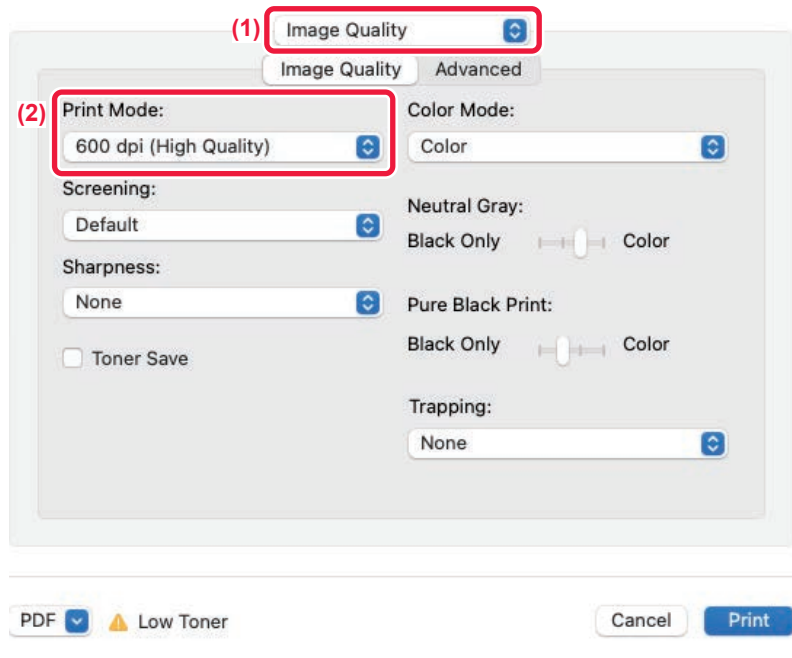 (1) Image Quality
Image Quality Advanced
(2) Print Mode:
600 dpi (High Quality)
Screening:
Default
Sharpness:
None
Toner Save
Color Mode:
Color
Neutral Gray:
Black Only Color
Pure Black Print:
Black Only Color
Trapping:
None
PDF Low Toner Cancel Print